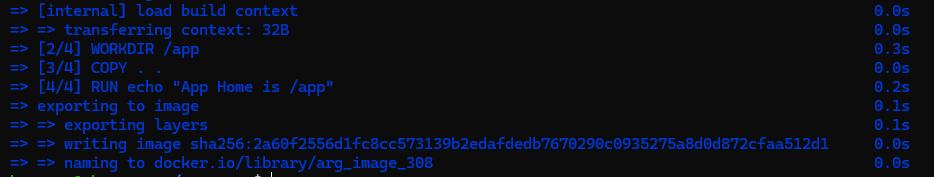 => [internal] load build context 0.0s
=> => transferring context: 32B 0.0s
=> [2/4] WORKDIR /app 0.3s
=> [3/4] COPY . . 0.0s
=> [4/4] RUN echo "App Home is /app" 0.2s
=> exporting to image 0.1s
=> => exporting layers 0.1s
=> => writing image sha256:2a60f2556d1fc8cc573139b2edafdedb7670290c0935275a8d0d872cfaa512d1 0.0s
=> => naming to docker.io/library/arg_image_308 0.0s